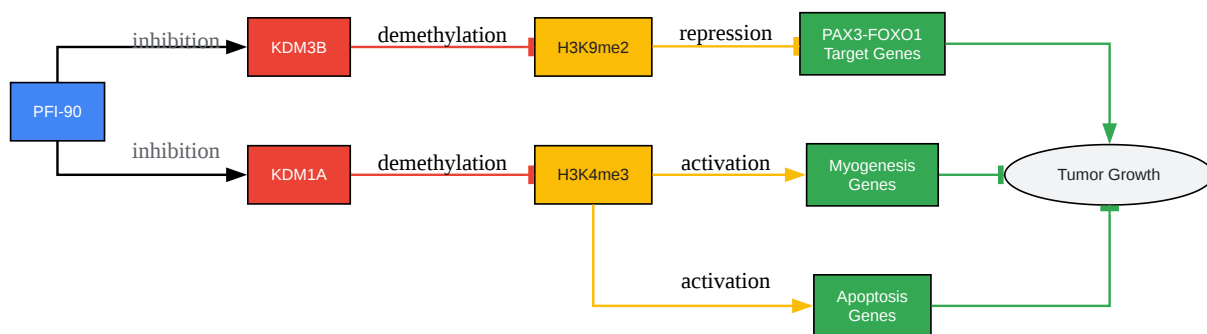 inhibition
KDM3B
demethylation
H3K9me2
repression
PAX3-FOXO1
Target Genes
PFI-90
inhibition
KDM1A
demethylation
H3K4me3
activation
Myogenesis
Genes
Tumor Growth
activation
Apoptosis
Genes